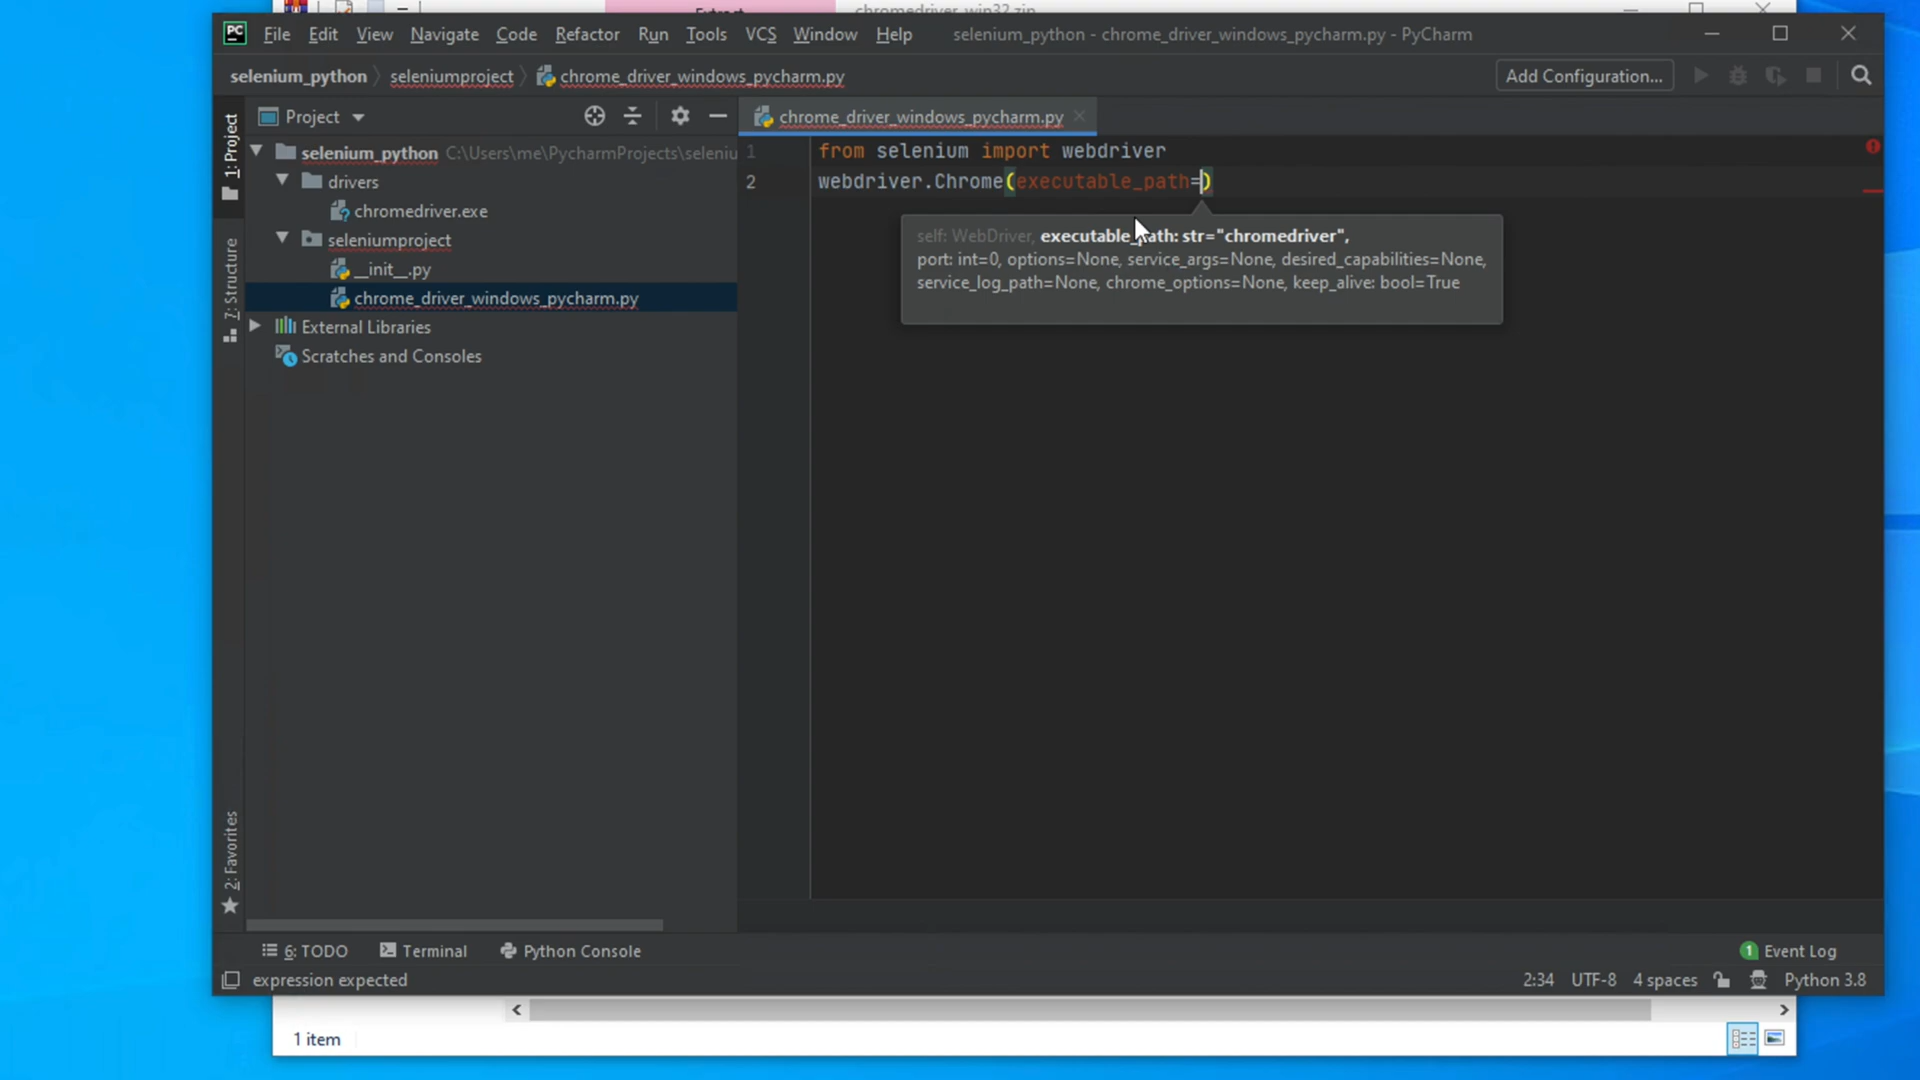 Extract
chromedriver_win32.zip
PC File Edit View Navigate Code Refactor Run Tools VCS Window Help selenium_python - chrome_driver_windows_pycharm.py - PyCharm
selenium_python seleniumproject chrome_driver_windows_pycharm.py Add Configuration...
1: Project
7: Structure
2: Favorites
Project
chrome_driver_windows_pycharm.py
selenium_python C:\Users\me\PycharmProjects\seleniu
drivers
chromedriver.exe
seleniumproject
__init__.py
chrome_driver_windows_pycharm.py
External Libraries
Scratches and Consoles
1 from selenium import webdriver
2 webdriver.Chrome(executable_path=)
self: WebDriver, executable_path: str="chromedriver",
port: int=0, options=None, service_args=None, desired_capabilities=None,
service_log_path=None, chrome_options=None, keep_alive: bool=True
6: TODO Terminal Python Console 1 Event Log
expression expected 2:34 UTF-8 4 spaces Python 3.8
1 item